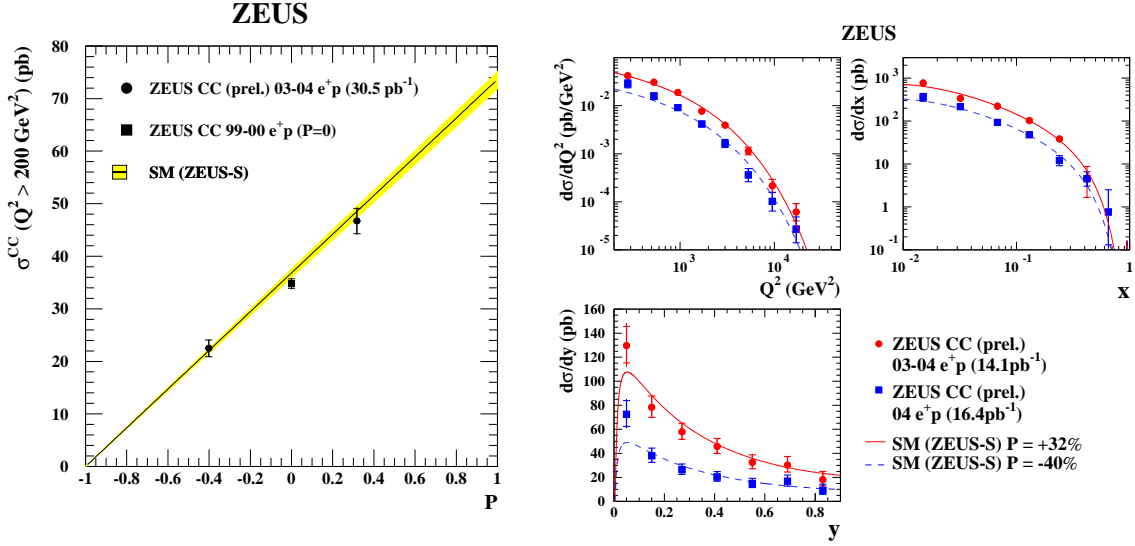 ZEUS
σ^CC (Q² > 200 GeV²) (pb)
80
70
60
50
40
30
20
10
0
ZEUS CC (prel.) 03-04 e⁺p (30.5 pb⁻¹)
ZEUS CC 99-00 e⁺p (P=0)
SM (ZEUS-S)
-1 -0.8 -0.6 -0.4 -0.2 0 0.2 0.4 0.6 0.8 1
P
ZEUS
dσ/dQ² (pb/GeV²)
10⁻²
10⁻³
10⁻⁴
10⁻⁵
10³ 10⁴
Q² (GeV²)
dσ/dx (pb)
10³
10²
10
1
10⁻¹
10⁻² 10⁻¹ 1
x
dσ/dy (pb)
160
140
120
100
80
60
40
20
0
0 0.2 0.4 0.6 0.8
y
ZEUS CC (prel.)
03-04 e⁺p (14.1pb⁻¹)
ZEUS CC (prel.)
04 e⁺p (16.4pb⁻¹)
SM (ZEUS-S) P = +32%
SM (ZEUS-S) P = -40%